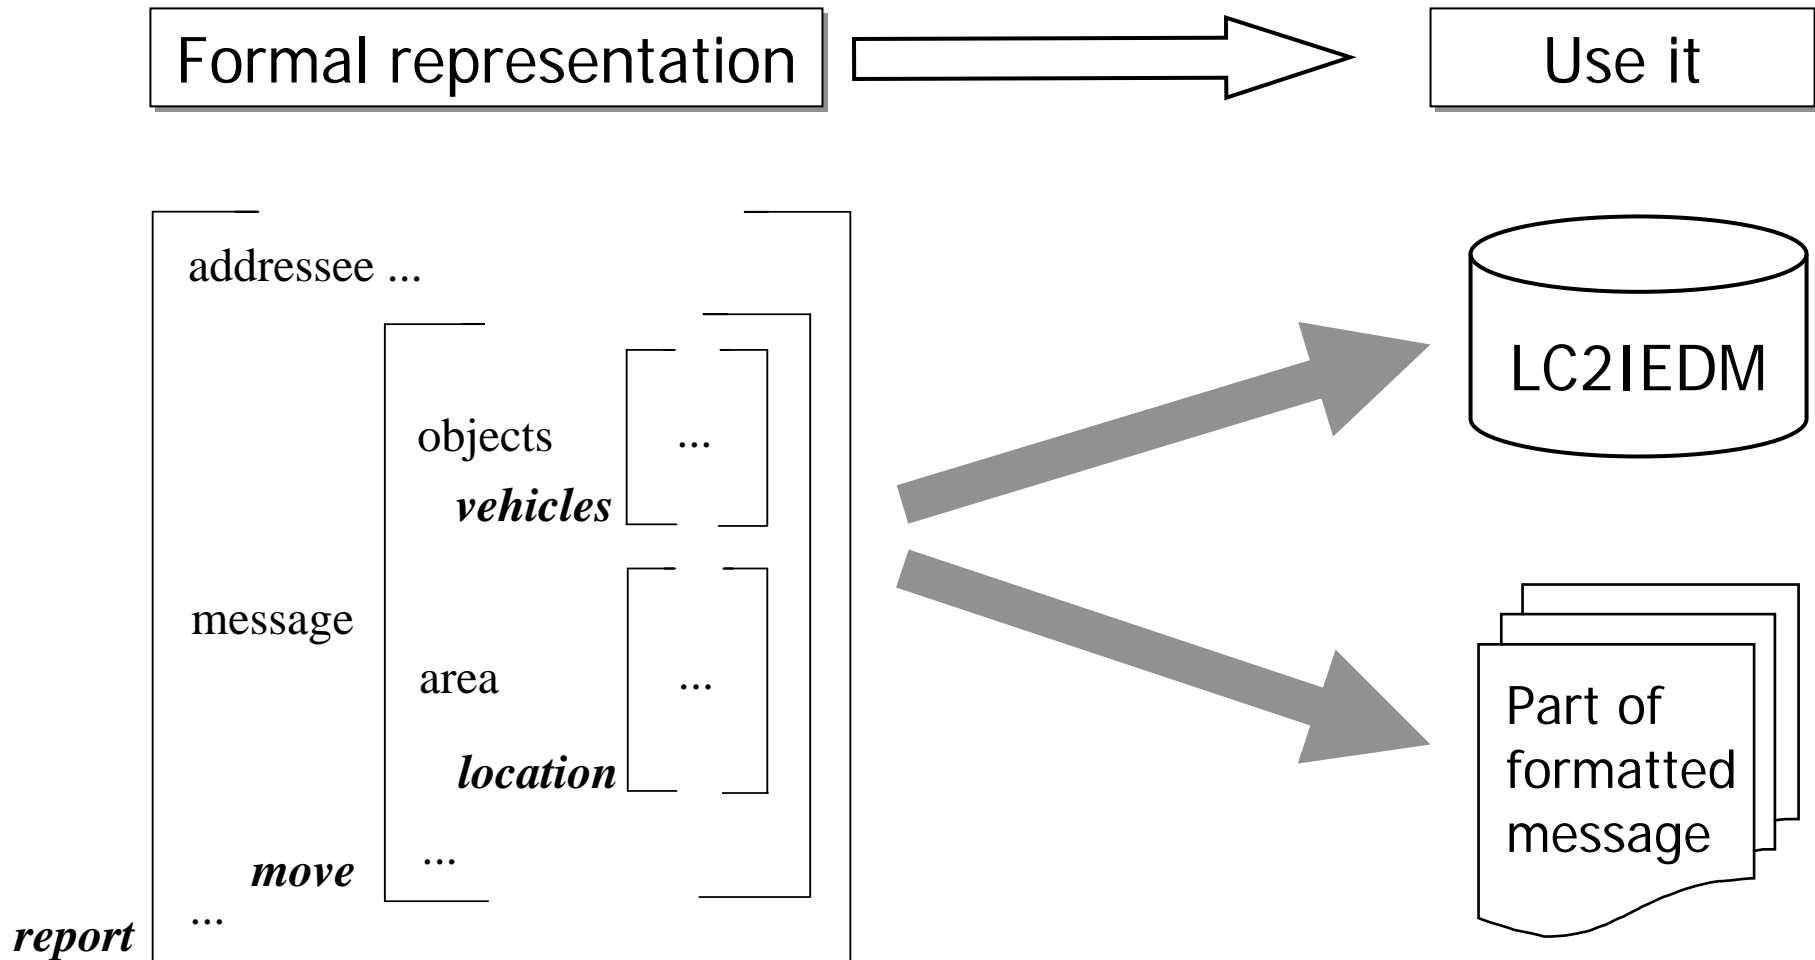 Formal representation
Use it
addressee ...
objects
...
vehicles
LC2IEDM
message
area
...
location
...
move
...
report
Part of
formatted
message